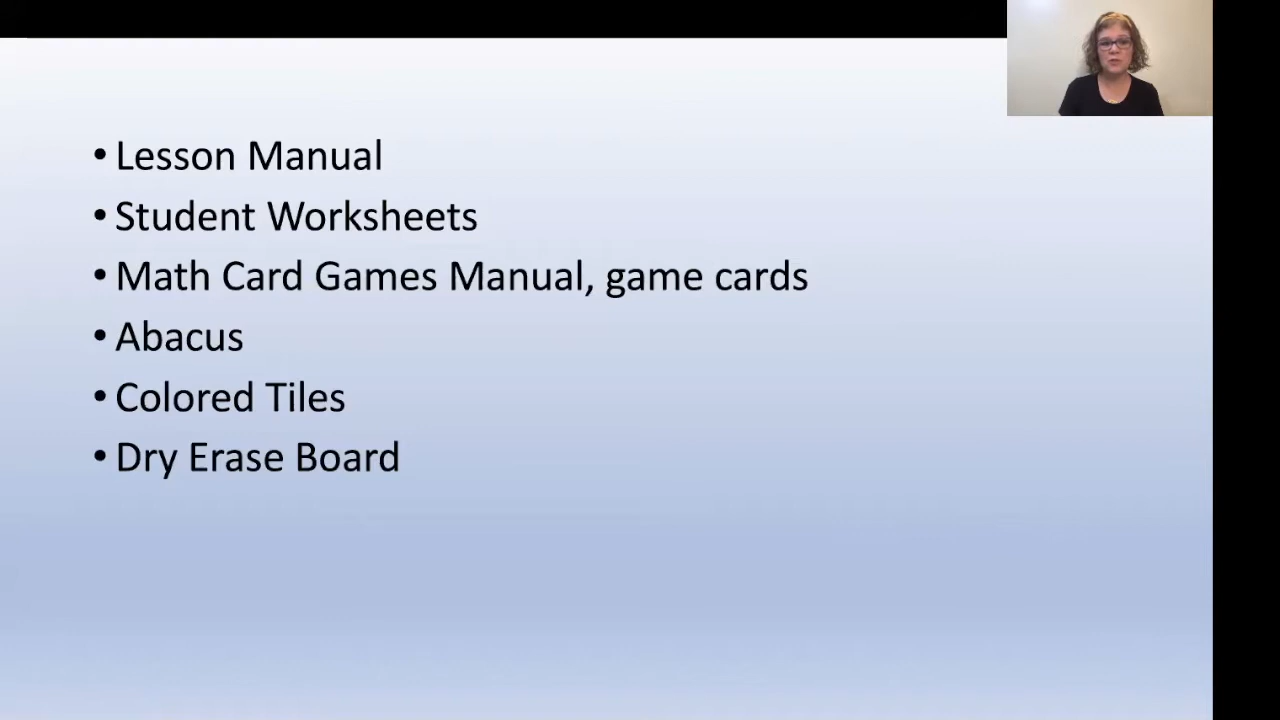 • Lesson Manual
• Student Worksheets
• Math Card Games Manual, game cards
• Abacus
• Colored Tiles
• Dry Erase Board